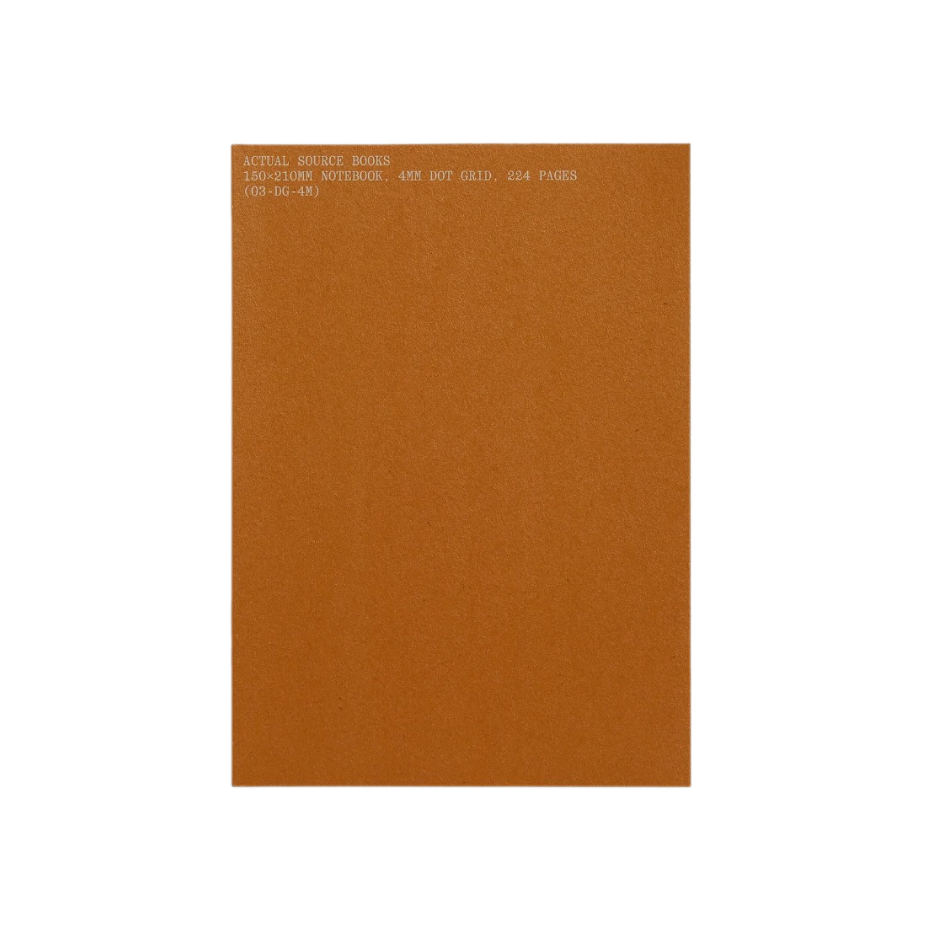 ACTUAL SOURCE BOOKS
150×210MM NOTEBOOK, 4MM DOT GRID, 224 PAGES
(03-DG-4M)